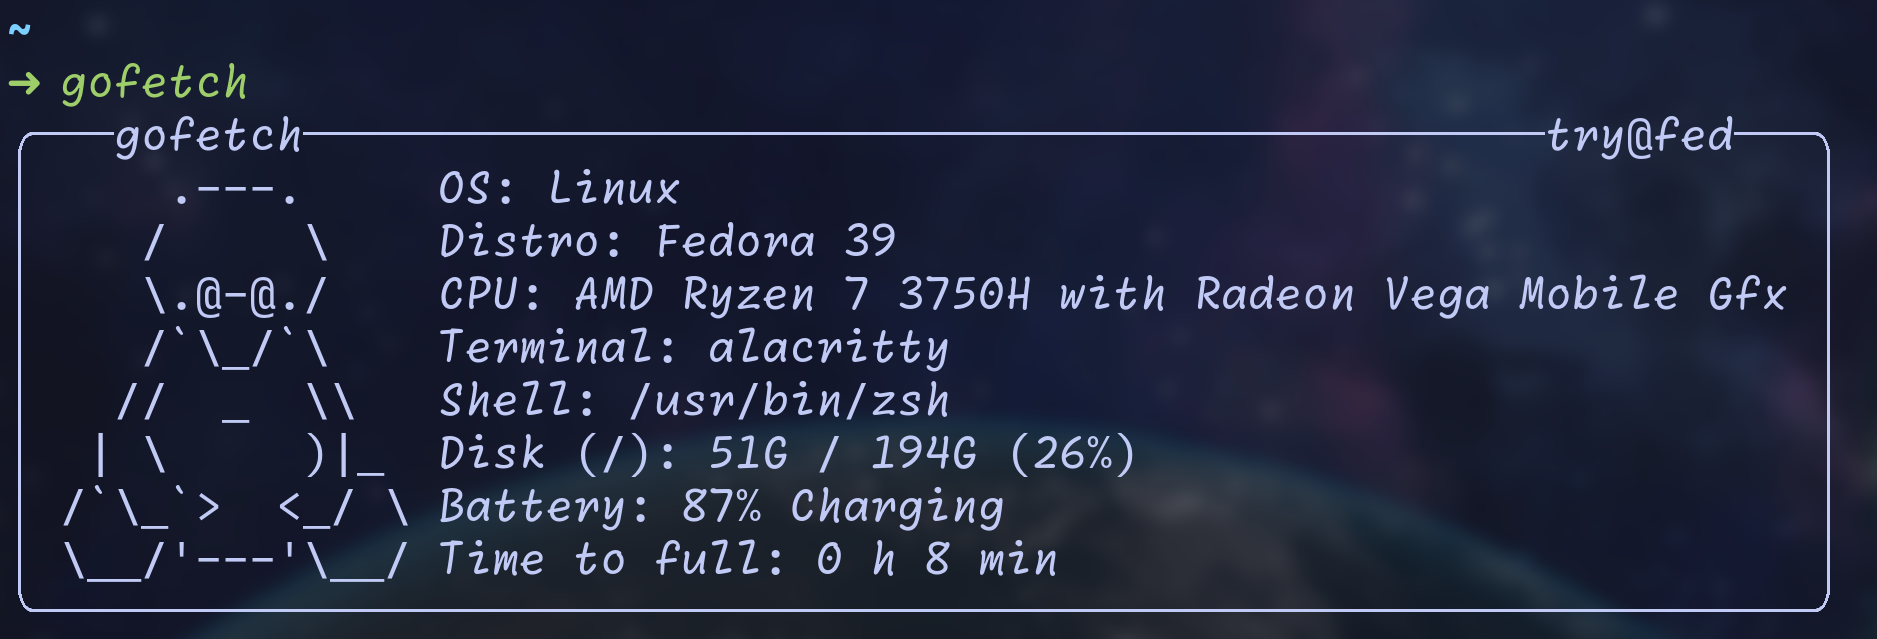 ~
➜ gofetch
gofetch try@fed
.---. OS: Linux
/ \ Distro: Fedora 39
\.@-@./ CPU: AMD Ryzen 7 3750H with Radeon Vega Mobile Gfx
/`\_/`\ Terminal: alacritty
// _ \\ Shell: /usr/bin/zsh
| \ )|_ Disk (/): 51G / 194G (26%)
/`\_`> <_/ \ Battery: 87% Charging
\__/'---'\__/ Time to full: 0 h 8 min